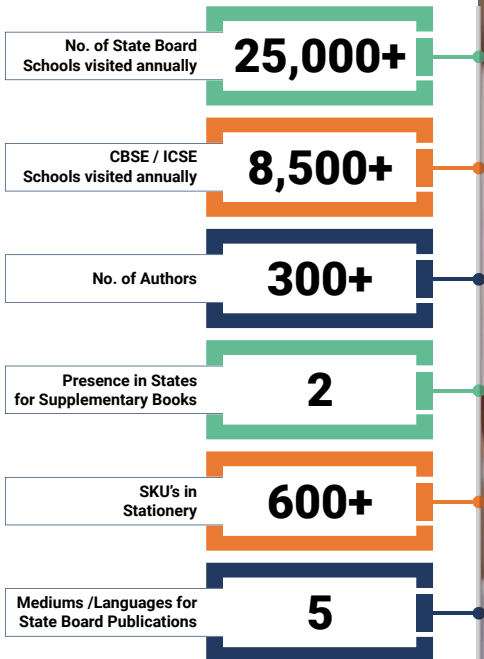 No. of State Board
Schools visited annually
25,000+
CBSE / ICSE
Schools visited annually
8,500+
No. of Authors
300+
Presence in States
for Supplementary Books
2
SKU's in
Stationery
600+
Mediums /Languages for
State Board Publications
5